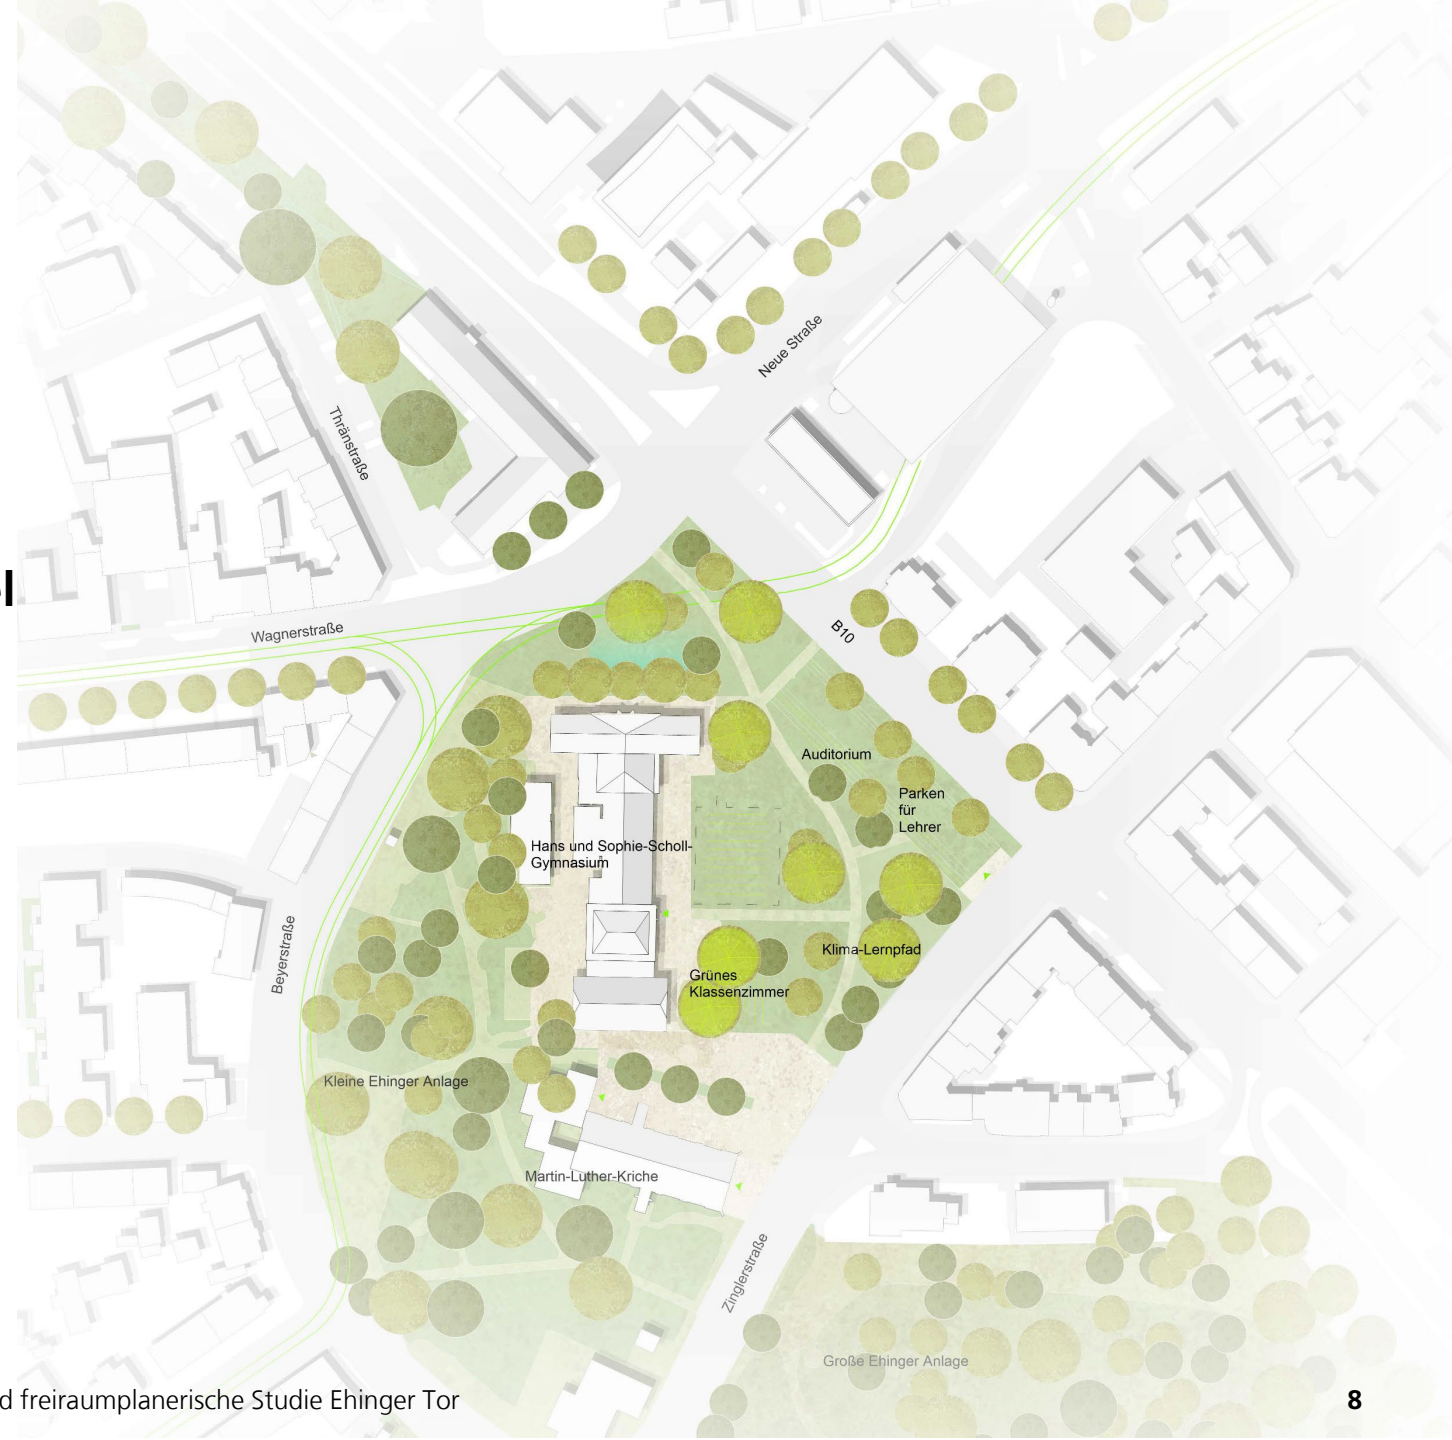 Neue Straße
Thränstraße
el
Wagnerstraße
B10
Auditorium
Parken
für
Lehrer
Hans und Sophie-Scholl-
Gymnasium
Beyerstraße
Klima-Lernpfad
Grünes
Klassenzimmer
Kleine Ehinger Anlage
Martin-Luther-Kriche
Zinglerstraße
Große Ehinger Anlage
d freiraumplanerische Studie Ehinger Tor
8